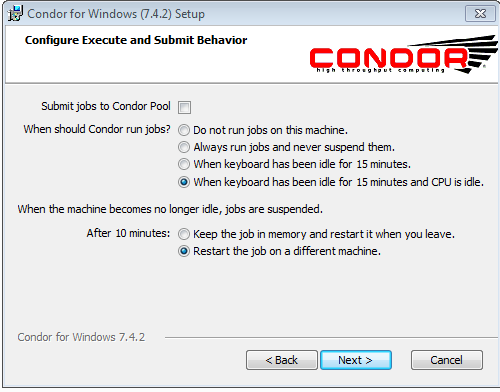 Condor for Windows (7.4.2) Setup
Configure Execute and Submit Behavior
CONDOR
high throughput computing
Submit jobs to Condor Pool
When should Condor run jobs?
Do not run jobs on this machine.
Always run jobs and never suspend them.
When keyboard has been idle for 15 minutes.
When keyboard has been idle for 15 minutes and CPU is idle.
When the machine becomes no longer idle, jobs are suspended.
After 10 minutes:
Keep the job in memory and restart it when you leave.
Restart the job on a different machine.
Condor for Windows 7.4.2
< Back
Next >
Cancel